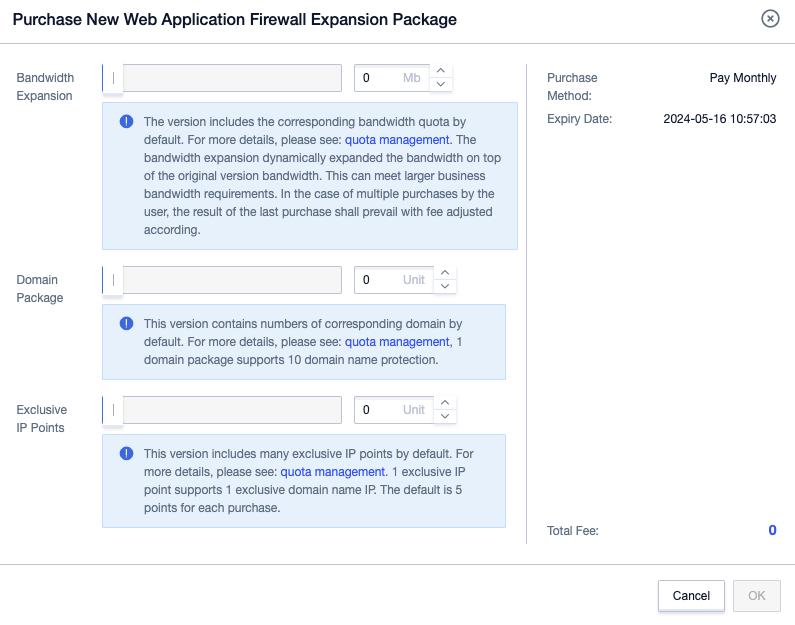 Purchase New Web Application Firewall Expansion Package
Bandwidth
Expansion
0 Mb
The version includes the corresponding bandwidth quota by
default. For more details, please see: quota management. The
bandwidth expansion dynamically expanded the bandwidth on top
of the original version bandwidth. This can meet larger business
bandwidth requirements. In the case of multiple purchases by the
user, the result of the last purchase shall prevail with fee adjusted
according.
Domain
Package
0 Unit
This version contains numbers of corresponding domain by
default. For more details, please see: quota management, 1
domain package supports 10 domain name protection.
Exclusive
IP Points
0 Unit
This version includes many exclusive IP points by default. For
more details, please see: quota management. 1 exclusive IP
point supports 1 exclusive domain name IP. The default is 5
points for each purchase.
Purchase
Method:
Pay Monthly
Expiry Date: 2024-05-16 10:57:03
Total Fee: 0
Cancel OK